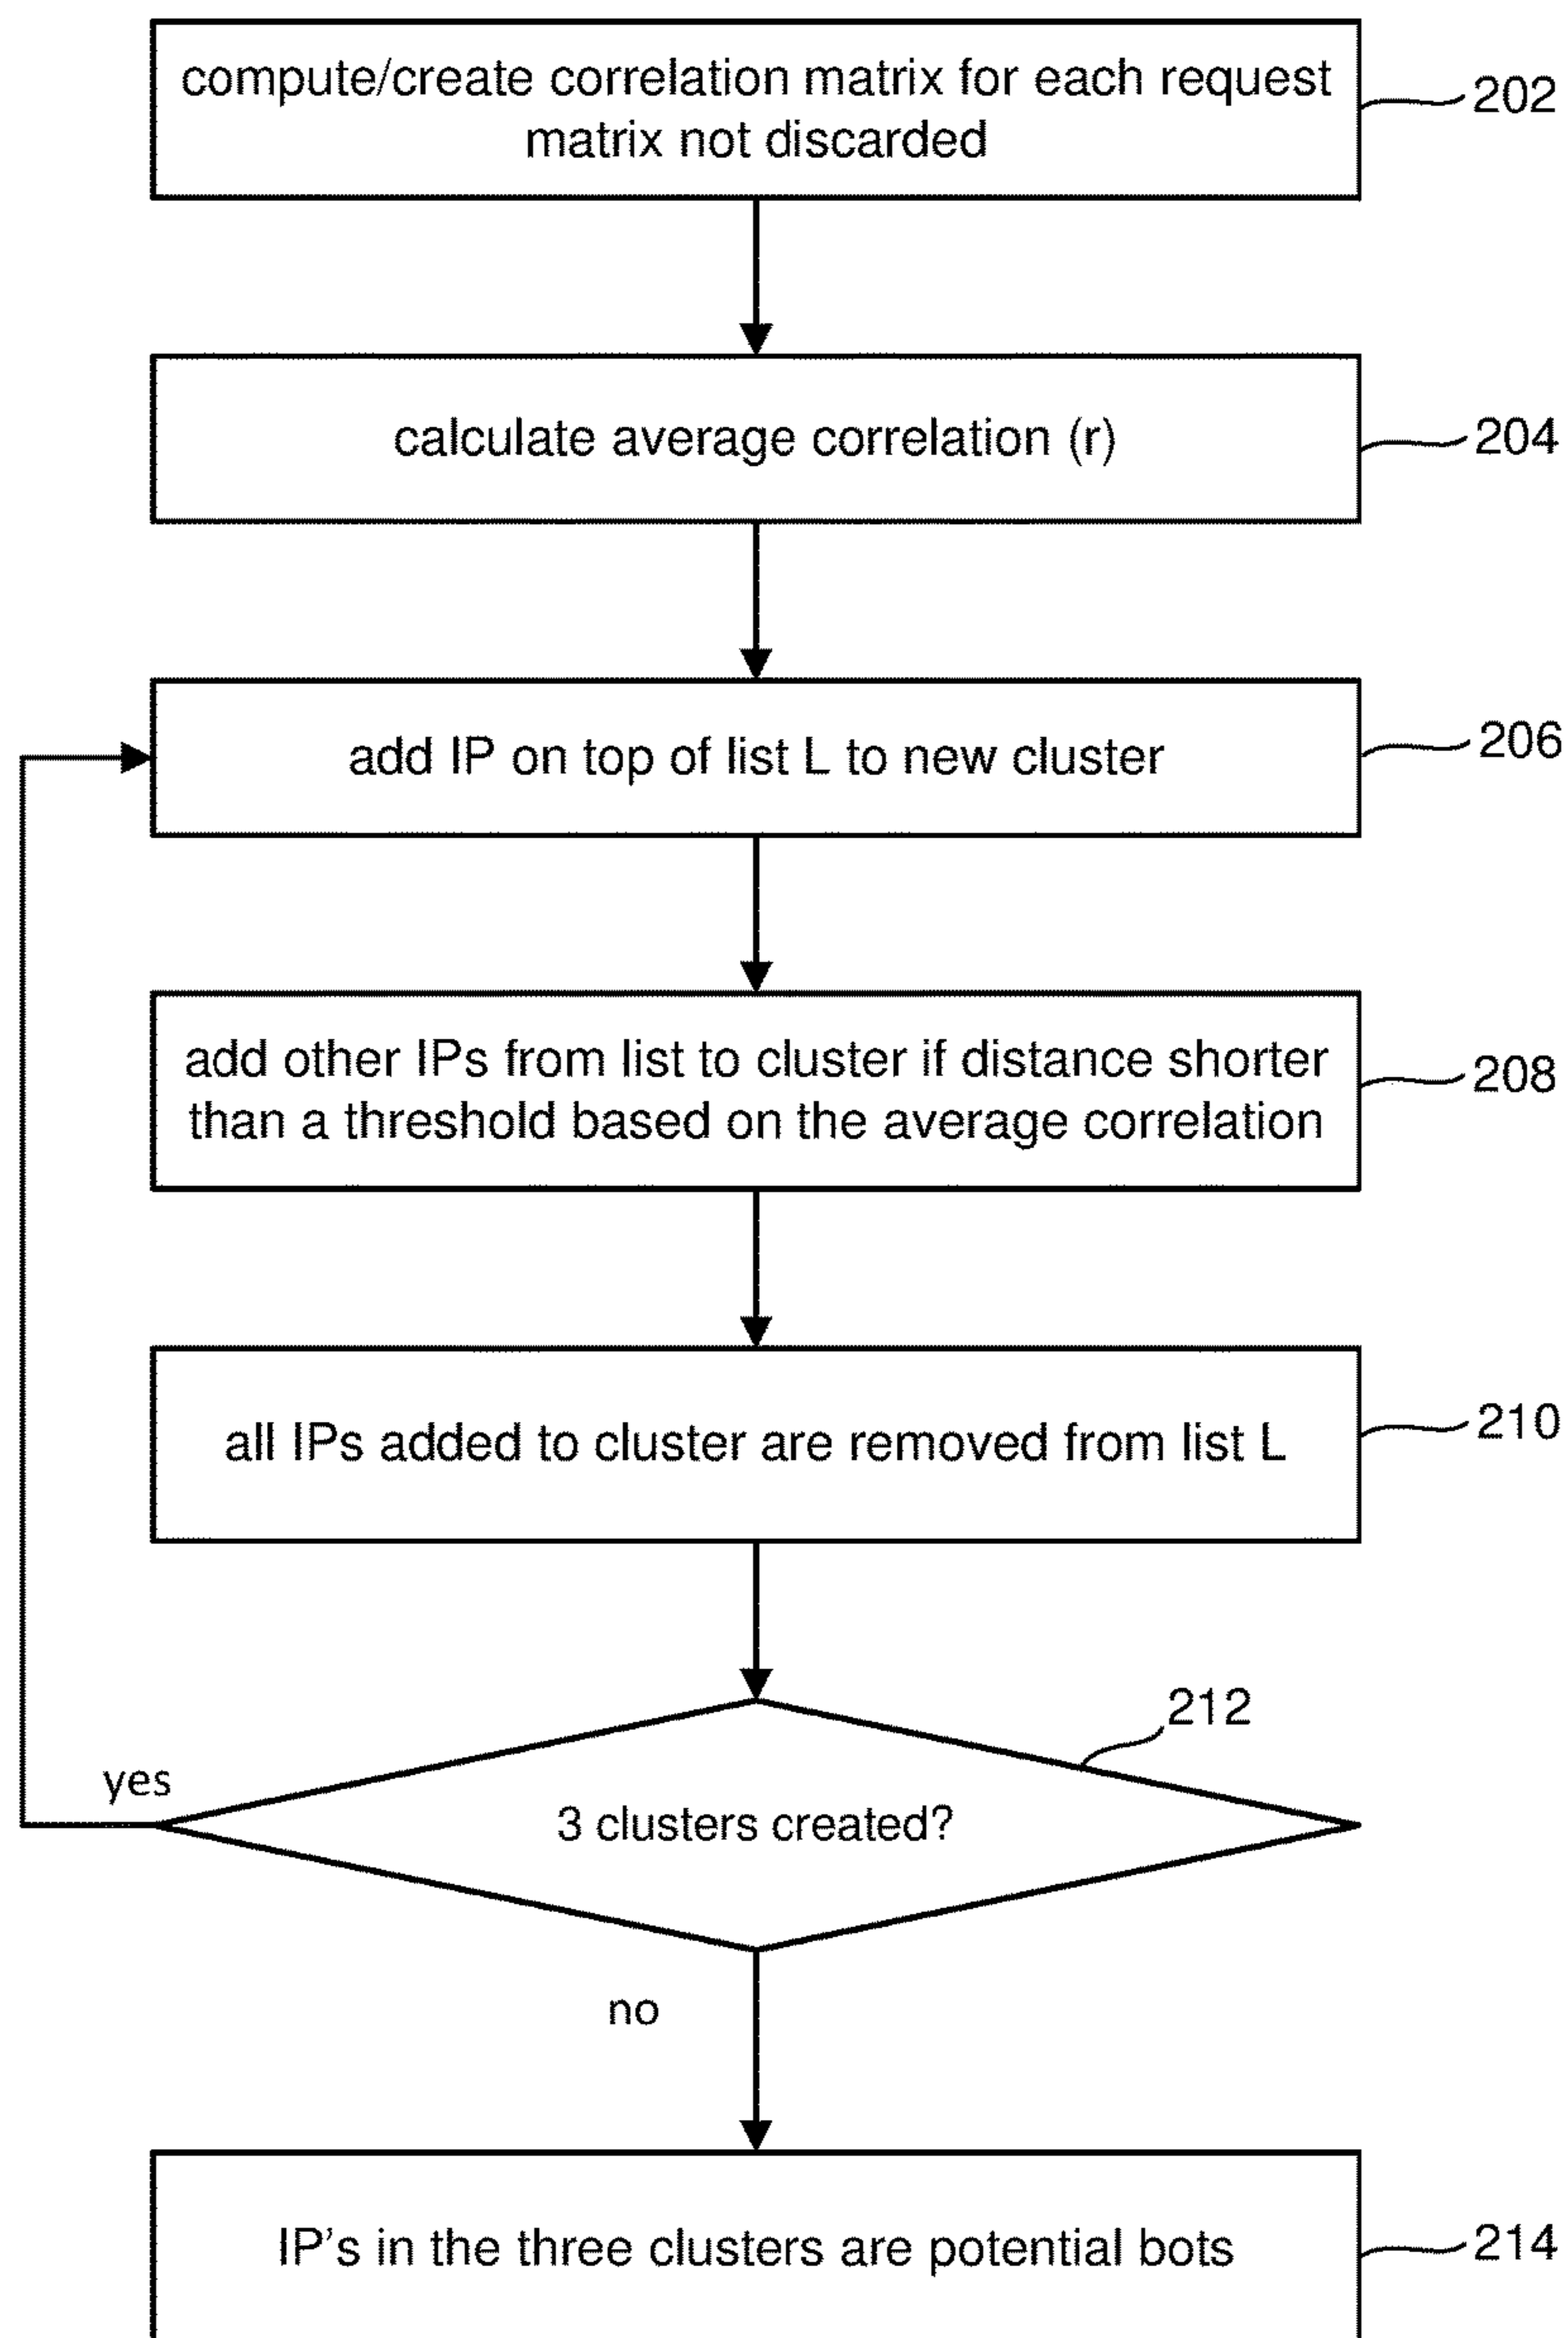 compute/create correlation matrix for each request
matrix not discarded
202
calculate average correlation (r)
204
add IP on top of list L to new cluster
206
add other IPs from list to cluster if distance shorter
than a threshold based on the average correlation
208
all IPs added to cluster are removed from list L
210
212
yes
3 clusters created?
no
IP's in the three clusters are potential bots
214